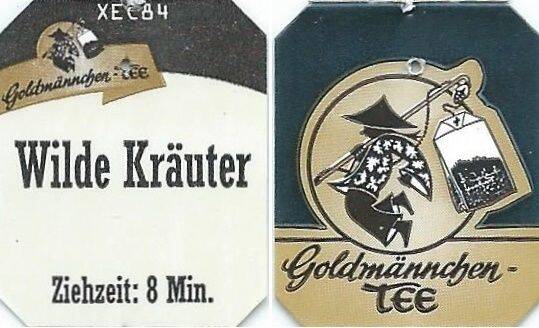 XEC84
Goldmännchen-TEE
Wilde Kräuter
Ziehzeit: 8 Min.
Goldmännchen-
TEE